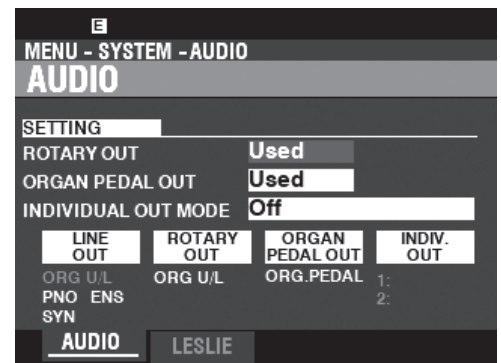 E
MENU - SYSTEM - AUDIO
AUDIO
SETTING
ROTARY OUT Used
ORGAN PEDAL OUT Used
INDIVIDUAL OUT MODE Off
LINE OUT ROTARY OUT ORGAN PEDAL OUT INDIV. OUT
ORG U/L ORG U/L ORG.PEDAL 1:
PNO ENS 2:
SYN
AUDIO LESLIE